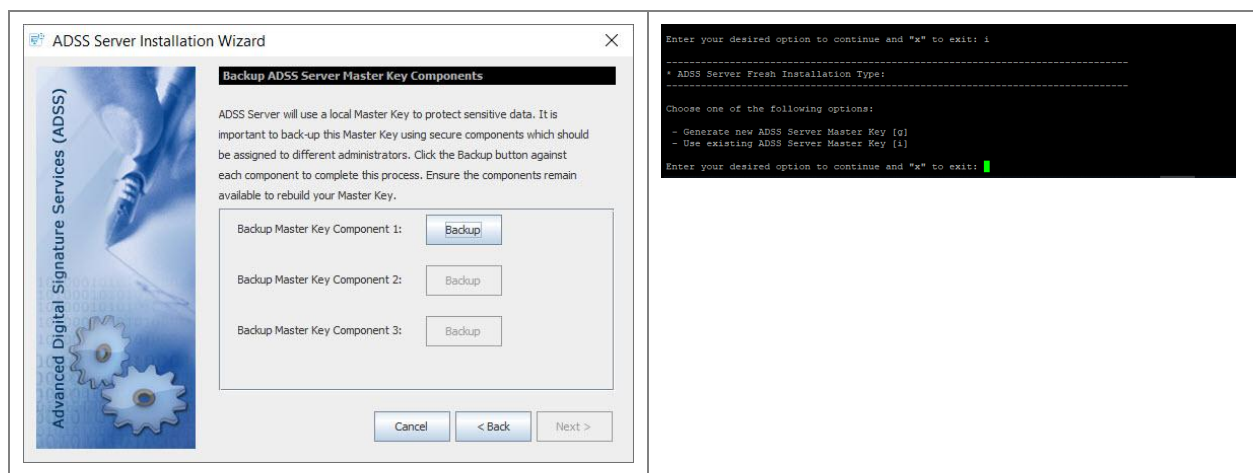 ADSS Server Installation Wizard
Advanced Digital Signature Services (ADSS)
Backup ADSS Server Master Key Components
ADSS Server will use a local Master Key to protect sensitive data. It is
important to back-up this Master Key using secure components which should
be assigned to different administrators. Click the Backup button against
each component to complete this process. Ensure the components remain
available to rebuild your Master Key.
Backup Master Key Component 1: Backup
Backup Master Key Component 2: Backup
Backup Master Key Component 3: Backup
Cancel < Back Next >
Enter your desired option to continue and "x" to exit: i
--------------------------------------------------------------------------------
* ADSS Server Fresh Installation Type:
--------------------------------------------------------------------------------
Choose one of the following options:
- Generate new ADSS Server Master Key [g]
- Use existing ADSS Server Master Key [i]
Enter your desired option to continue and "x" to exit: